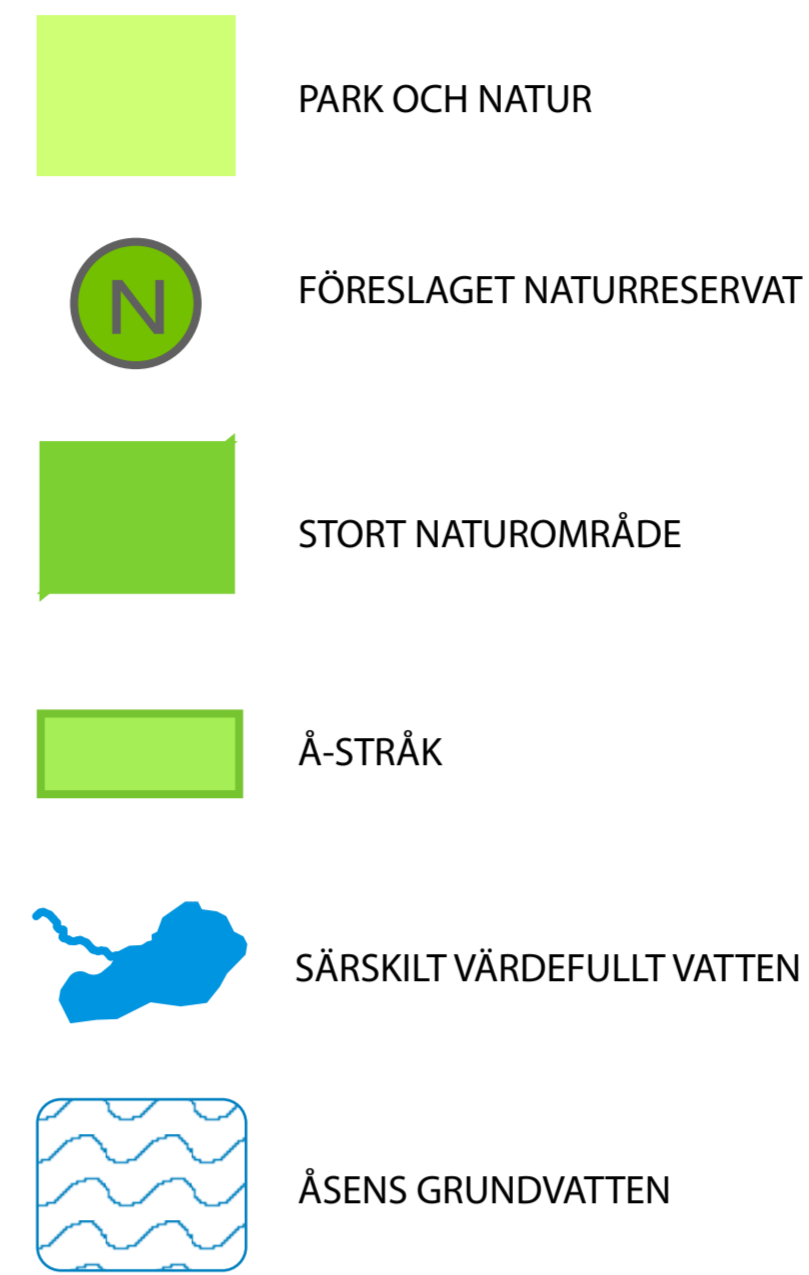 PARK OCH NATUR
N
FÖRESLAGET NATURRESERVAT
STORT NATUROMRÅDE
Å-STRÅK
SÄRSKILT VÄRDEFULLT VATTEN
ÅSENS GRUNDVATTEN